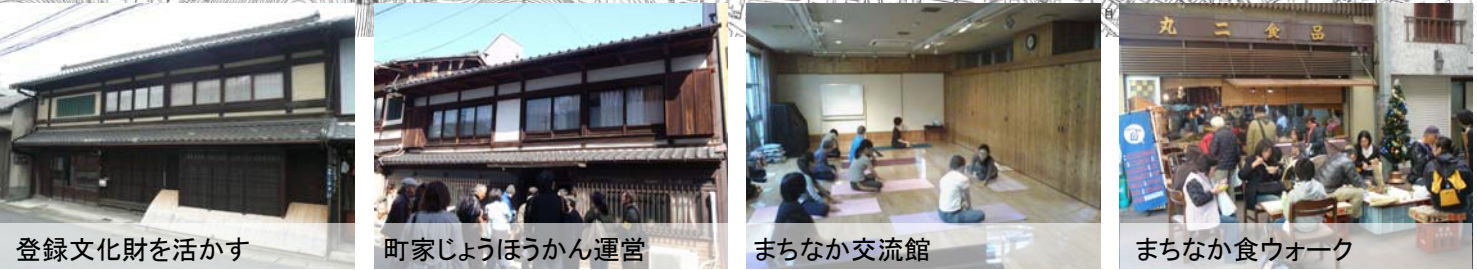 登録文化財を活かす
町家じょうほうかん運営
まちなか交流館
丸二食品
まちなか食ウォーク